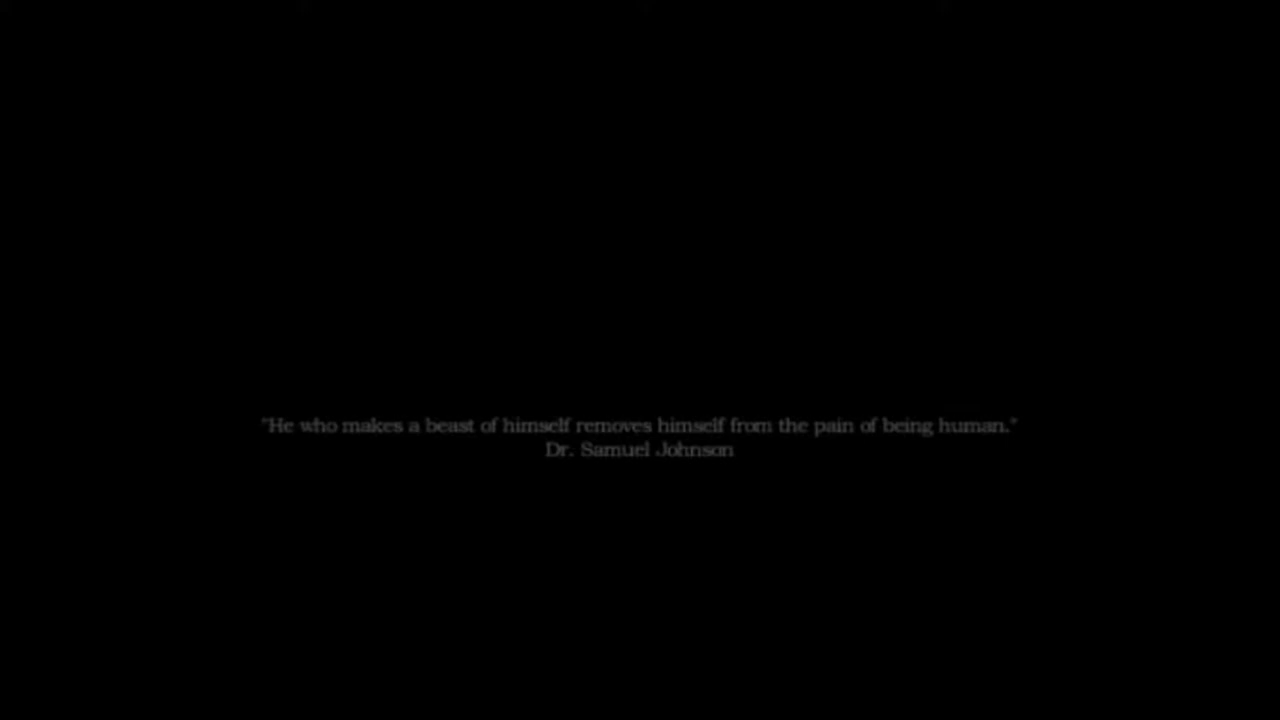 "He who makes a beast of himself removes himself from the pain of being human."
Dr. Samuel Johnson